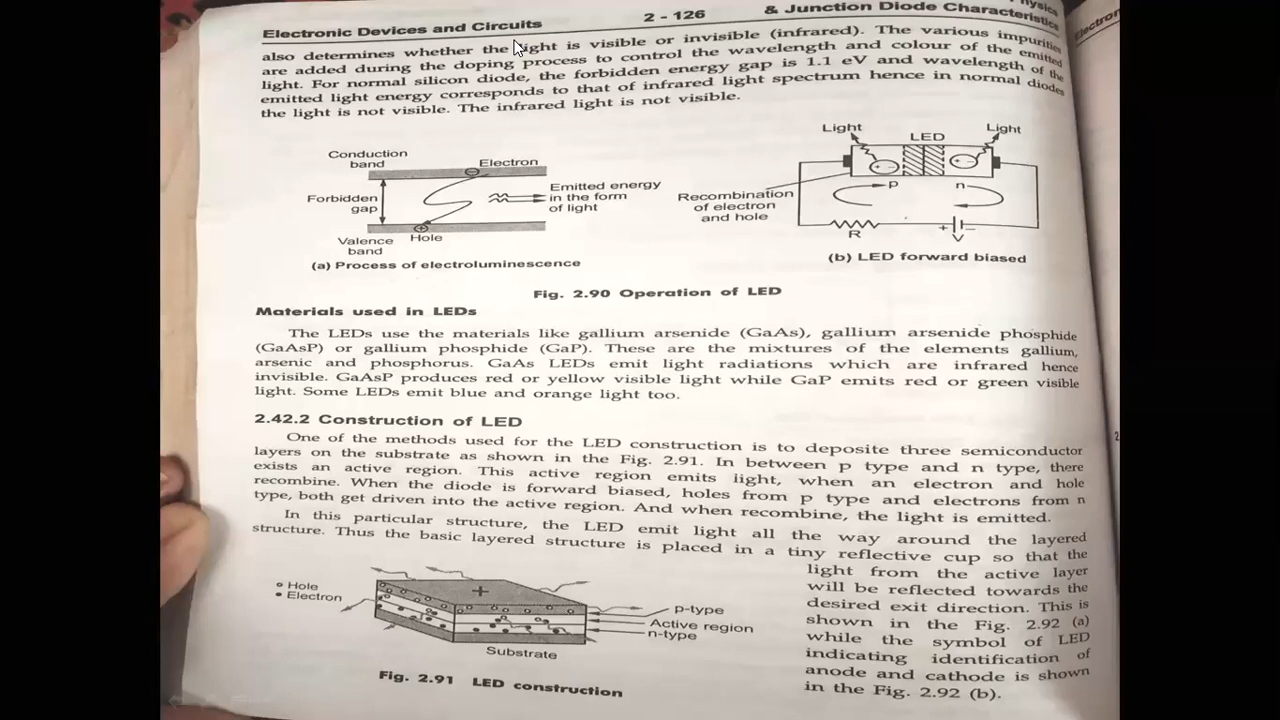 Electronic Devices and Circuits 2 - 126 & Junction Diode Characteristics
also determines whether the light is visible or invisible (infrared). The various impurities
are added during the doping process to control the wavelength and colour of the emitted
light. For normal silicon diode, the forbidden energy gap is 1.1 eV and wavelength of the
emitted light energy corresponds to that of infrared light spectrum hence in normal diodes
the light is not visible. The infrared light is not visible.
Conduction
band
Electron
Forbidden
gap
Emitted energy
in the form
of light
Valence
band
Hole
(a) Process of electroluminescence
Light
LED
Light
Recombination
of electron
and hole
p
n
R
+
–
V
(b) LED forward biased
Fig. 2.90 Operation of LED
Materials used in LEDs
The LEDs use the materials like gallium arsenide (GaAs), gallium arsenide phosphide
(GaAsP) or gallium phosphide (GaP). These are the mixtures of the elements gallium,
arsenic and phosphorus. GaAs LEDs emit light radiations which are infrared hence
invisible. GaAsP produces red or yellow visible light while GaP emits red or green visible
light. Some LEDs emit blue and orange light too.
2.42.2 Construction of LED
One of the methods used for the LED construction is to deposite three semiconductor
layers on the substrate as shown in the Fig. 2.91. In between p type and n type, there
exists an active region. This active region emits light, when an electron and hole
recombine. When the diode is forward biased, holes from p type and electrons from n
type, both get driven into the active region. And when recombine, the light is emitted.
In this particular structure, the LED emit light all the way around the layered
structure. Thus the basic layered structure is placed in a tiny reflective cup so that the
light from the active layer
will be reflected towards the
desired exit direction. This is
shown in the Fig. 2.92 (a)
while the symbol of LED
indicating identification of
anode and cathode is shown
in the Fig. 2.92 (b).
Hole
Electron
+
p-type
Active region
n-type
Substrate
Fig. 2.91 LED construction